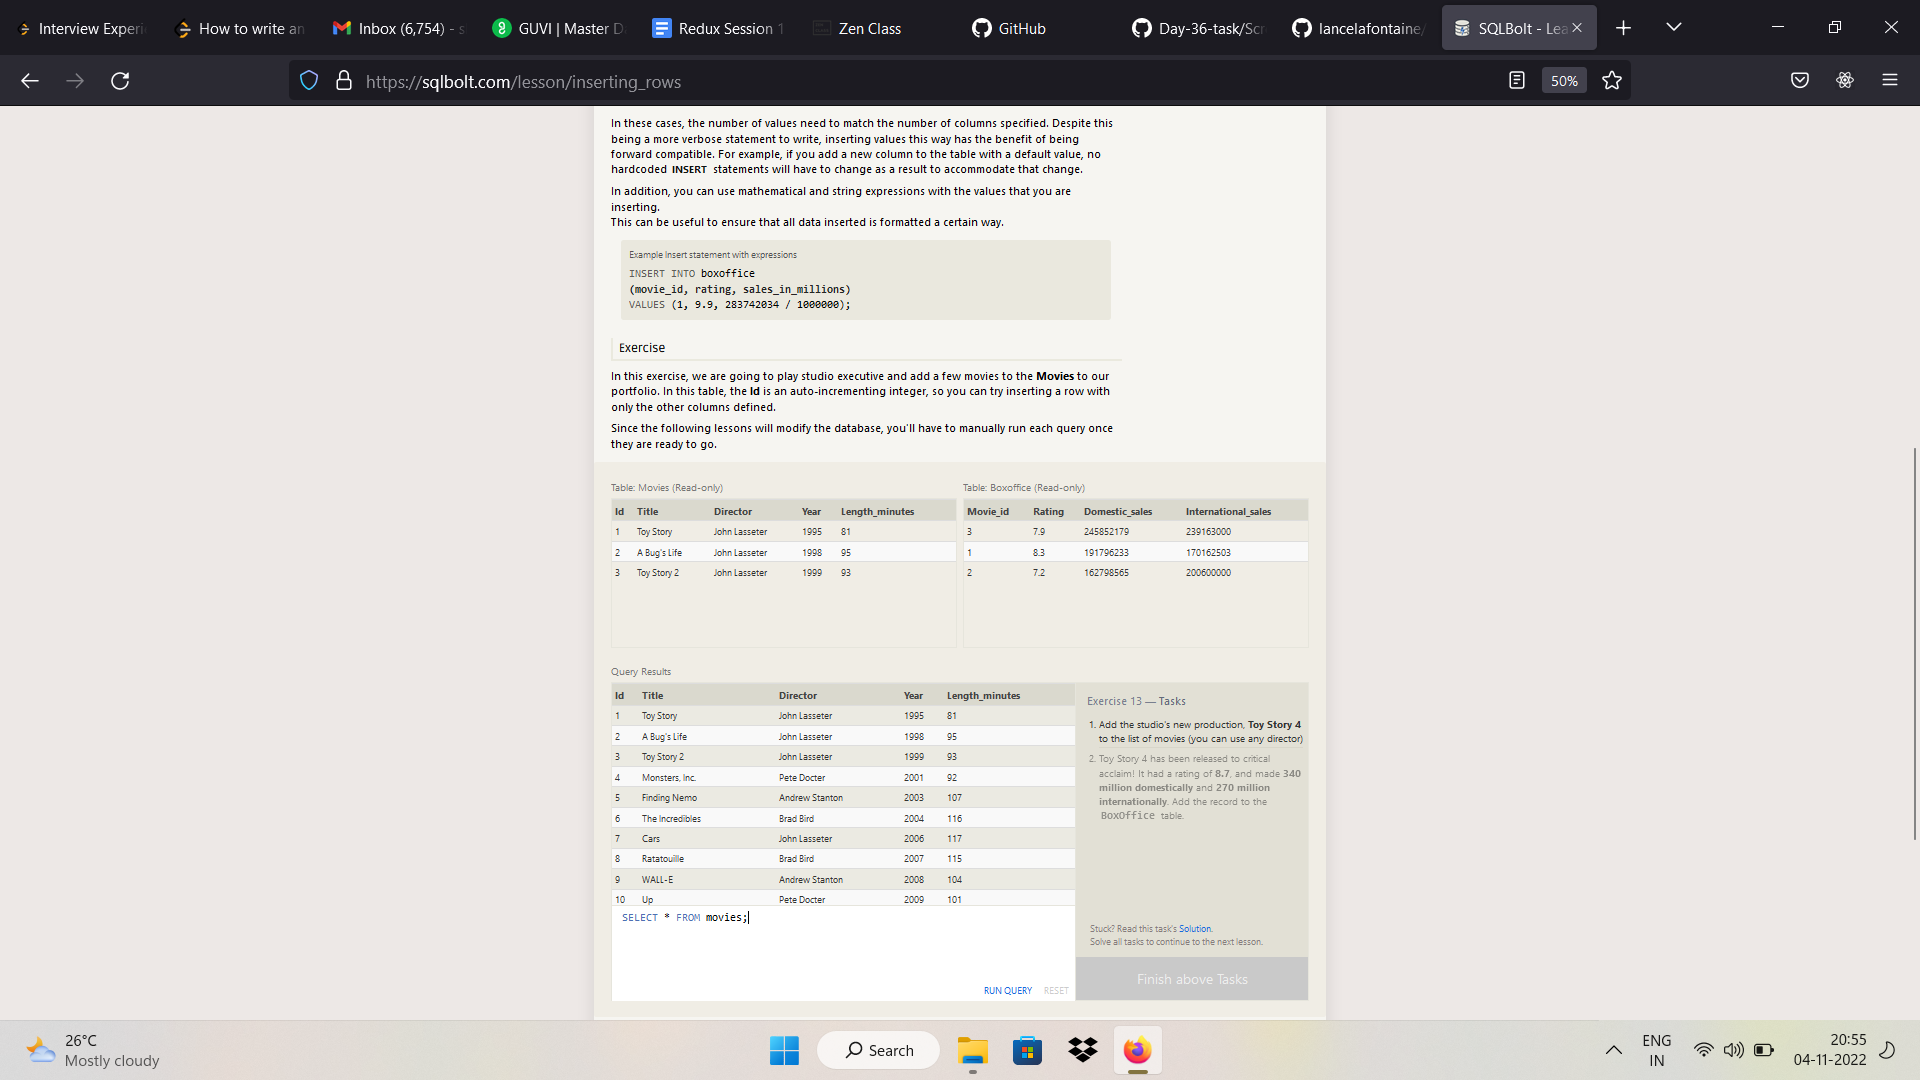 Interview Experi
How to write an
Inbox (6,754) - s
GUVI | Master D
Redux Session 1
Zen Class
GitHub
Day-36-task/Scr
lancelafontaine/
SQLBolt - Lea
https://sqlbolt.com/lesson/inserting_rows
50%
In these cases, the number of values need to match the number of columns specified. Despite this
being a more verbose statement to write, inserting values this way has the benefit of being
forward compatible. For example, if you add a new column to the table with a default value, no
hardcoded INSERT statements will have to change as a result to accommodate that change.
In addition, you can use mathematical and string expressions with the values that you are
inserting.
This can be useful to ensure that all data inserted is formatted a certain way.
Example Insert statement with expressions
INSERT INTO boxoffice
(movie_id, rating, sales_in_millions)
VALUES (1, 9.9, 283742034 / 1000000);
Exercise
In this exercise, we are going to play studio executive and add a few movies to the Movies to our
portfolio. In this table, the Id is an auto-incrementing integer, so you can try inserting a row with
only the other columns defined.
Since the following lessons will modify the database, you'll have to manually run each query once
they are ready to go.
Table: Movies (Read-only)
Id Title Director Year Length_minutes
1 Toy Story John Lasseter 1995 81
2 A Bug's Life John Lasseter 1998 95
3 Toy Story 2 John Lasseter 1999 93
Table: Boxoffice (Read-only)
Movie_id Rating Domestic_sales International_sales
3 7.9 245852179 239163000
1 8.3 191796233 170162503
2 7.2 162798565 200600000
Query Results
Id Title Director Year Length_minutes
1 Toy Story John Lasseter 1995 81
2 A Bug's Life John Lasseter 1998 95
3 Toy Story 2 John Lasseter 1999 93
4 Monsters, Inc. Pete Docter 2001 92
5 Finding Nemo Andrew Stanton 2003 107
6 The Incredibles Brad Bird 2004 116
7 Cars John Lasseter 2006 117
8 Ratatouille Brad Bird 2007 115
9 WALL-E Andrew Stanton 2008 104
10 Up Pete Docter 2009 101
SELECT * FROM movies;
RUN QUERY RESET
Exercise 13 — Tasks
1. Add the studio's new production, Toy Story 4
to the list of movies (you can use any director)
2. Toy Story 4 has been released to critical
acclaim! It had a rating of 8.7, and made 340
million domestically and 270 million
internationally. Add the record to the
BoxOffice table.
Stuck? Read this task's Solution.
Solve all tasks to continue to the next lesson.
Finish above Tasks
26°C
Mostly cloudy
Search
ENG
IN
20:55
04-11-2022